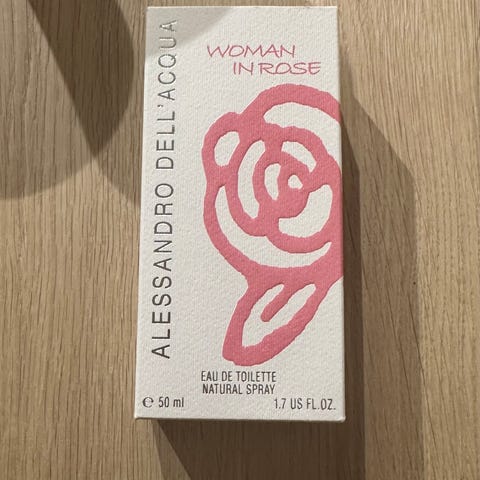 ALESSANDRO DELL'ACQUA
WOMAN
IN ROSE
EAU DE TOILETTE
NATURAL SPRAY
℮ 50 ml
1.7 US FL.OZ.